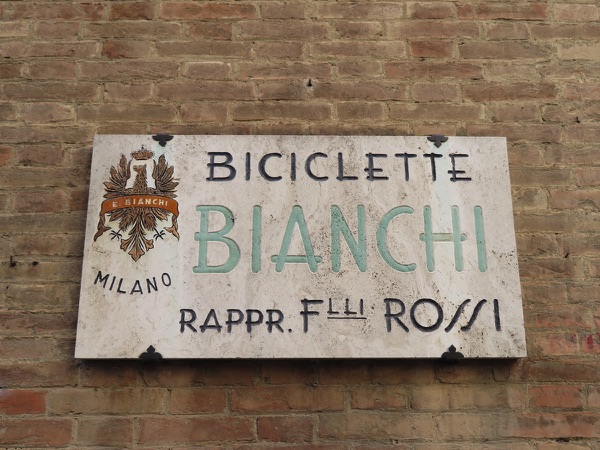 BICICLETTE
E. BIANCHI
BIANCHI
MILANO
RAPPR. FLLI ROSSI